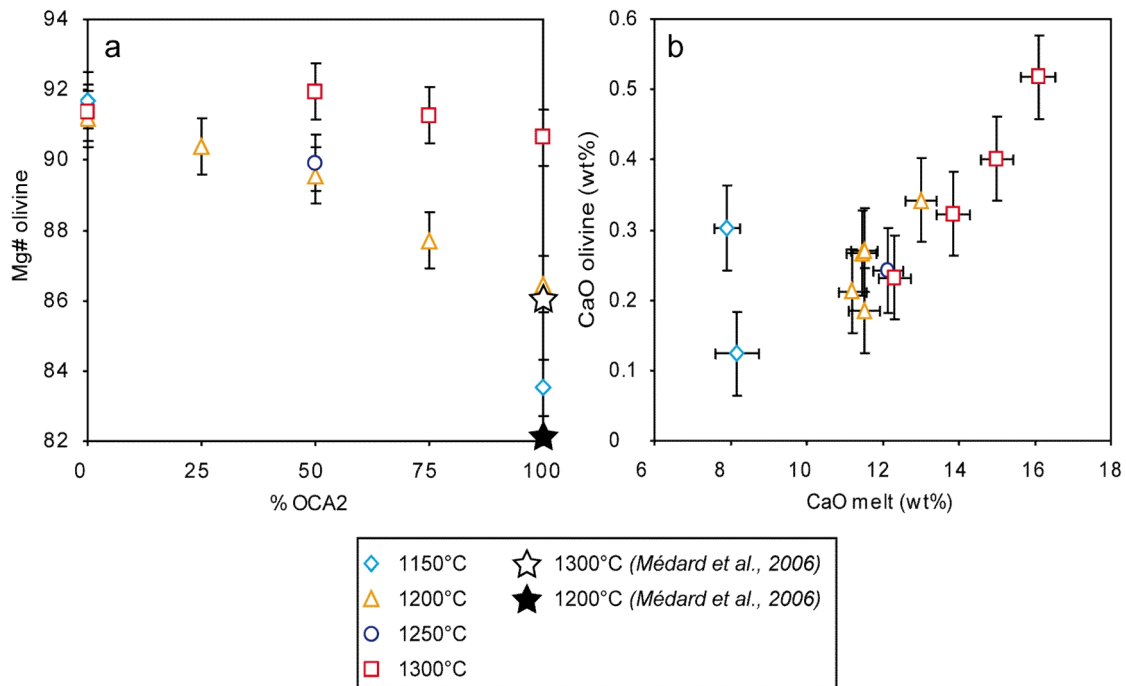 a
94
92
90
88
86
84
82
Mg# olivine
0
25
50
75
100
% OCA2
b
0.6
0.5
0.4
0.3
0.2
0.1
0
CaO olivine (wt%)
6
8
10
12
14
16
18
CaO melt (wt%)
1150°C
1200°C
1250°C
1300°C
1300°C (Médard et al., 2006)
1200°C (Médard et al., 2006)